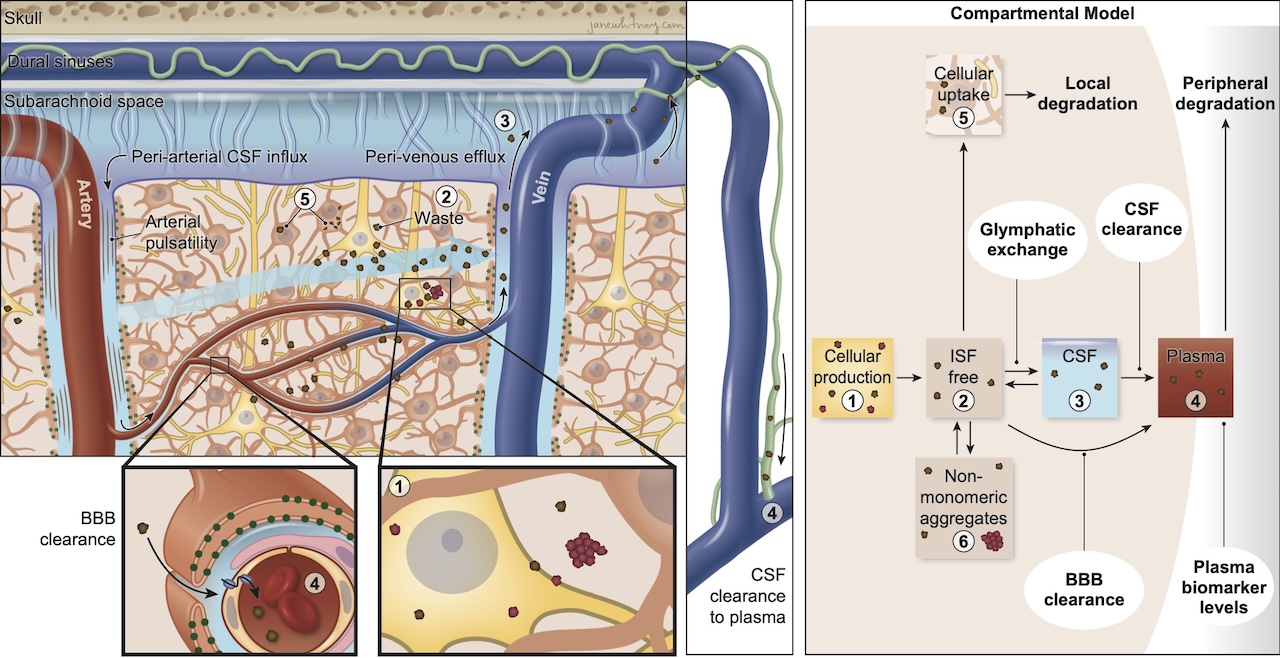 Skull
janewhitney.com
Dural sinuses
Subarachnoid space
3
Peri-arterial CSF influx
Peri-venous efflux
Artery
Vein
5
2
Waste
Arterial
pulsatility
BBB
clearance
4
1
4
CSF
clearance
to plasma
Compartmental Model
Cellular
uptake
5
Local
degradation
Peripheral
degradation
Glymphatic
exchange
CSF
clearance
Cellular
production
1
ISF
free
2
CSF
3
Plasma
4
Non-
monomeric
aggregates
6
BBB
clearance
Plasma
biomarker
levels